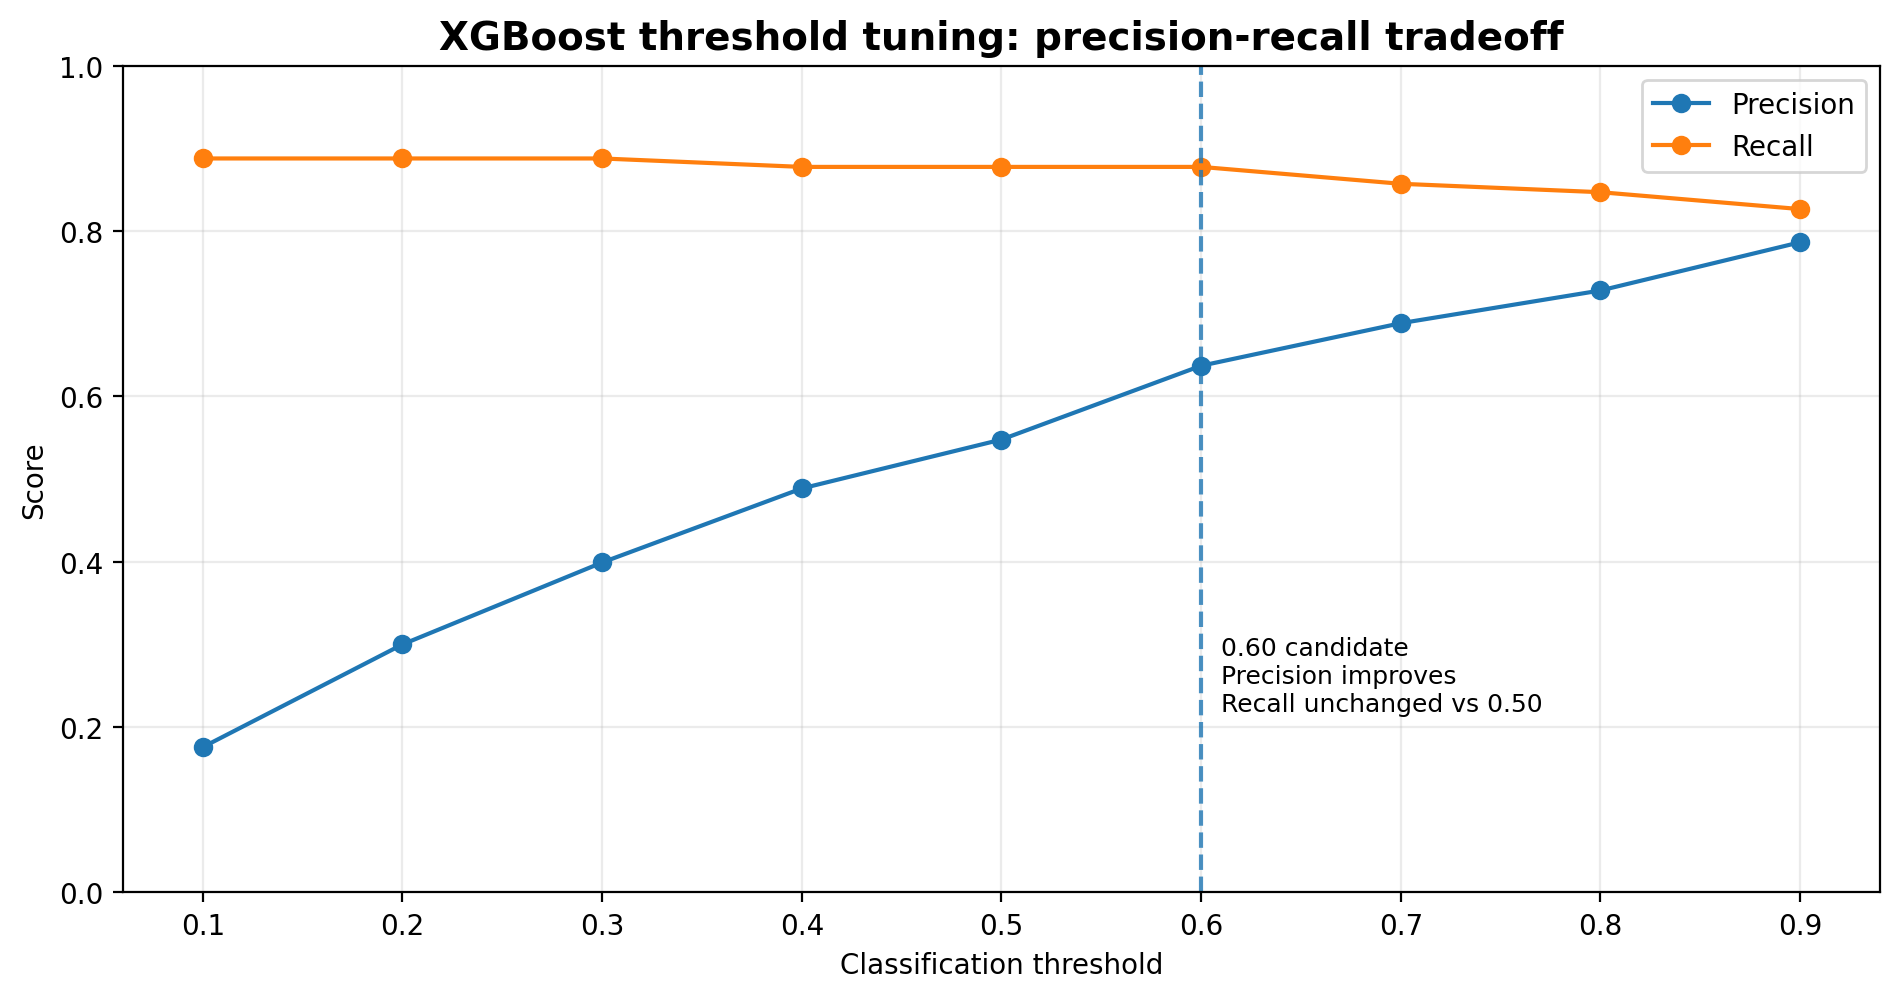 XGBoost threshold tuning: precision-recall tradeoff
1.0
0.8
0.6
0.4
0.2
0.0
Score
Precision
Recall
0.60 candidate
Precision improves
Recall unchanged vs 0.50
0.1 0.2 0.3 0.4 0.5 0.6 0.7 0.8 0.9
Classification threshold